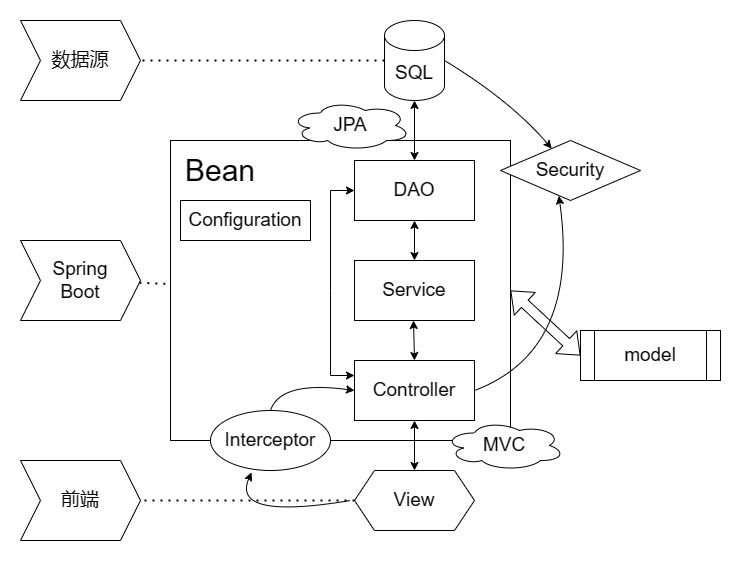 数据源
SQL
JPA
Bean
DAO
Security
Configuration
Spring
Boot
Service
model
Controller
Interceptor
MVC
前端
View